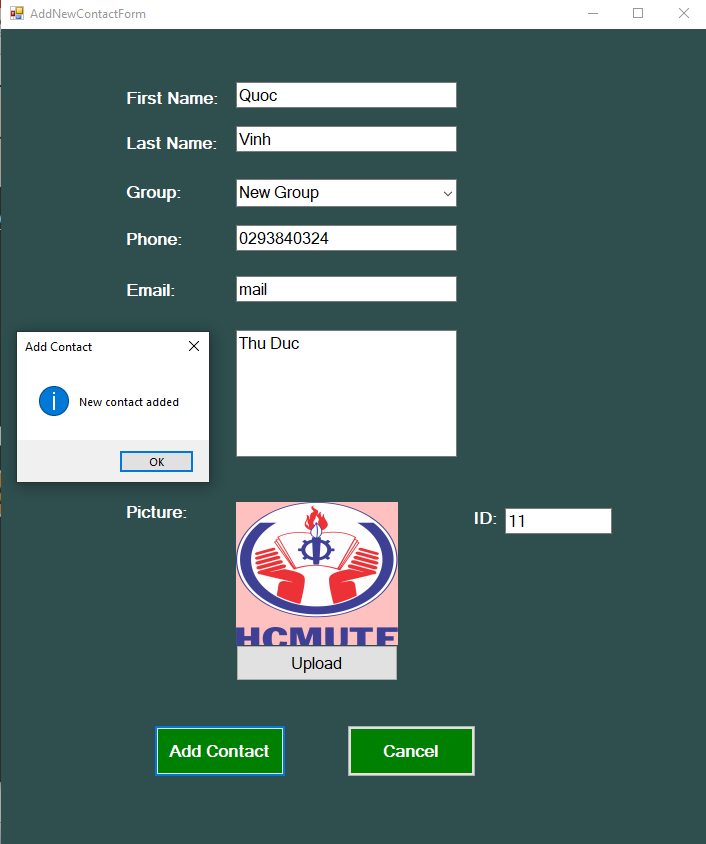 AddNewContactForm
First Name: Quoc
Last Name: Vinh
Group: New Group
Phone: 0293840324
Email: mail
Thu Duc
Add Contact
New contact added
OK
Picture:
HCMUTE
ID: 11
Upload
Add Contact Cancel